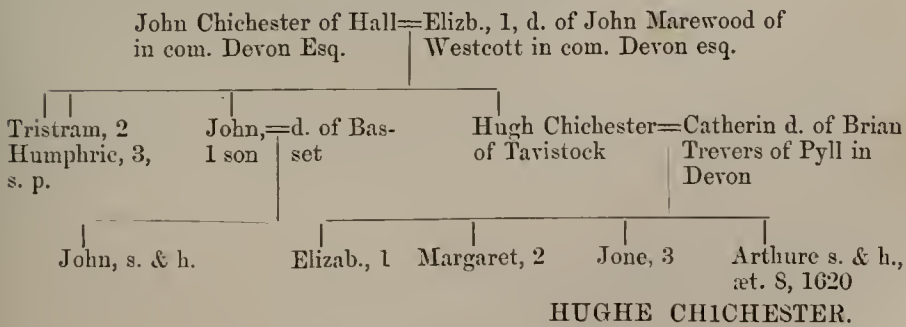 John Chichester of Hall=Elizb., 1, d. of John Marewood of
in com. Devon Esq. Westcott in com. Devon esq.
Tristram, 2 John,=d. of Bas- Hugh Chichester=Catherin d. of Brian
Humphric, 3, 1 son set of Tavistock Trevers of Pyll in
s. p. Devon
John, s. & h. Elizab., 1 Margaret, 2 Jone, 3 Arthure s. & h.,
æt. 8, 1620
HUGHE CHICHESTER.